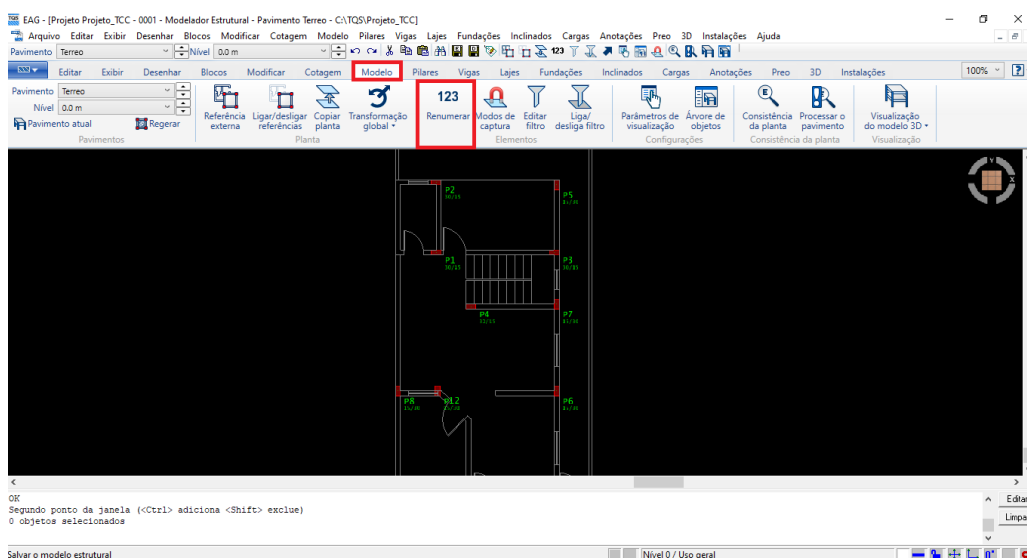 EAG - [Projeto Projeto_TCC - 0001 - Modelador Estrutural - Pavimento Terreo - C:\TQS\Projeto_TCC]
Arquivo Editar Exibir Desenhar Blocos Modificar Cotagem Modelo Pilares Vigas Lajes Fundações Inclinados Cargas Anotações Preo 3D Instalações Ajuda
Pavimento Terreo Nível 0.0 m 123
Editar Exibir Desenhar Blocos Modificar Cotagem Modelo Pilares Vigas Lajes Fundações Inclinados Cargas Anotações Preo 3D Instalações 100% ?
Pavimento Terreo
Nível 0.0 m
Pavimento atual Regerar
Pavimentos
Referência externa
Ligar/desligar referências
Copiar planta
Transformação global
Planta
123
Renumerar
Modos de captura
Editar filtro
Liga/ desliga filtro
Elementos
Parâmetros de visualização
Árvore de objetos
Configurações
Consistência da planta
Processar o pavimento
Consistência da planta
Visualização do modelo 3D
Visualização
Y
X
P2
P5
P1
P3
P4
P7
P8
P12
P6
OK
Segundo ponto da janela (<Ctrl> adiciona <Shift> exclue)
0 objetos selecionados
Editar
Limpa
Salvar o modelo estrutural
Nível 0 / Uso geral